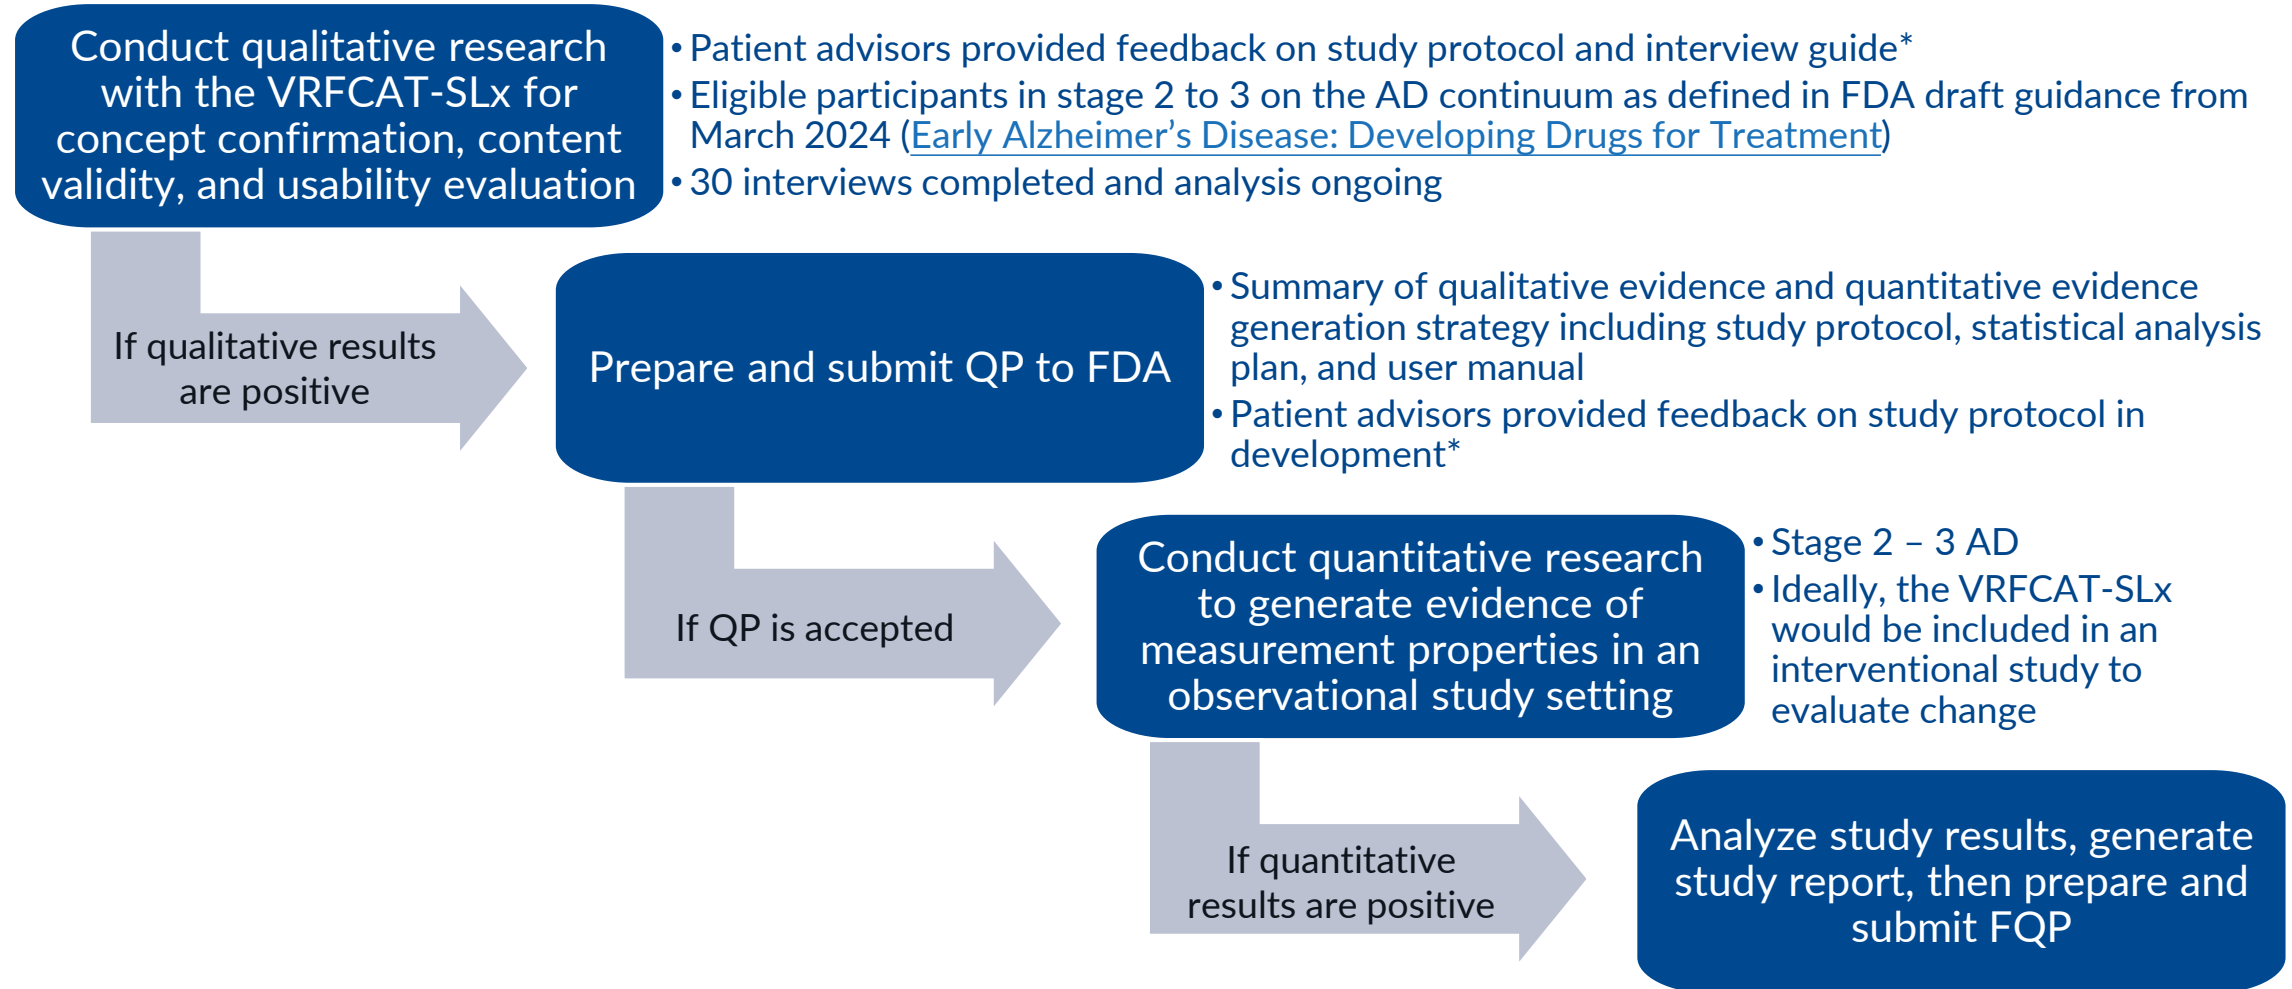 Conduct qualitative research
with the VRFCAT-SLx for
concept confirmation, content
validity, and usability evaluation
• Patient advisors provided feedback on study protocol and interview guide*
• Eligible participants in stage 2 to 3 on the AD continuum as defined in FDA draft guidance from
March 2024 (Early Alzheimer’s Disease: Developing Drugs for Treatment)
• 30 interviews completed and analysis ongoing
If qualitative results
are positive
Prepare and submit QP to FDA
• Summary of qualitative evidence and quantitative evidence
generation strategy including study protocol, statistical analysis
plan, and user manual
• Patient advisors provided feedback on study protocol in
development*
If QP is accepted
Conduct quantitative research
to generate evidence of
measurement properties in an
observational study setting
• Stage 2 – 3 AD
• Ideally, the VRFCAT-SLx
would be included in an
interventional study to
evaluate change
If quantitative
results are positive
Analyze study results, generate
study report, then prepare and
submit FQP